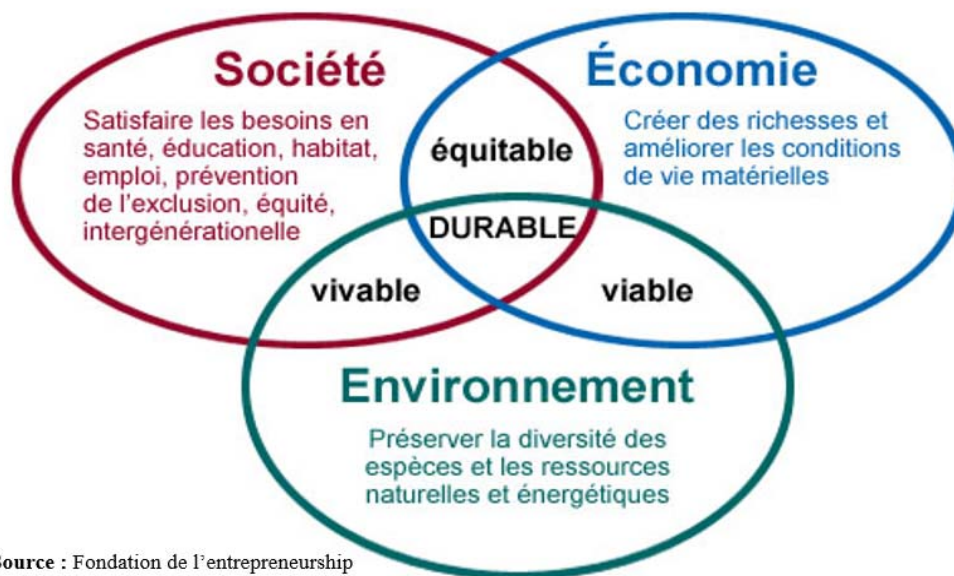 Société
Satisfaire les besoins en
santé, éducation, habitat,
emploi, prévention
de l'exclusion, équité,
intergénérationelle
équitable
Économie
Créer des richesses et
améliorer les conditions
de vie matérielles
DURABLE
vivable
viable
Environnement
Préserver la diversité des
espèces et les ressources
naturelles et énergétiques
Source : Fondation de l'entrepreneurship